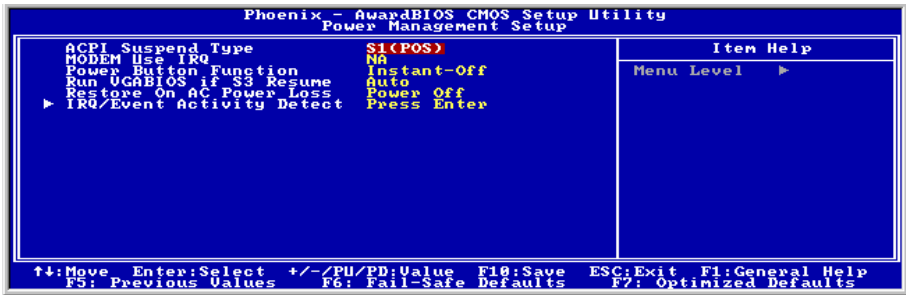 Phoenix - AwardBIOS CMOS Setup Utility
Power Management Setup
ACPI Suspend Type S1(POS)
MODEM Use IRQ NA
Power Button Function Instant-Off
Run VGABIOS if S3 Resume Auto
Restore On AC Power Loss Power Off
► IRQ/Event Activity Detect Press Enter
Item Help
Menu Level ►
↑↓:Move Enter:Select +/-/PU/PD:Value F10:Save ESC:Exit F1:General Help
F5: Previous Values F6: Fail-Safe Defaults F7: Optimized Defaults